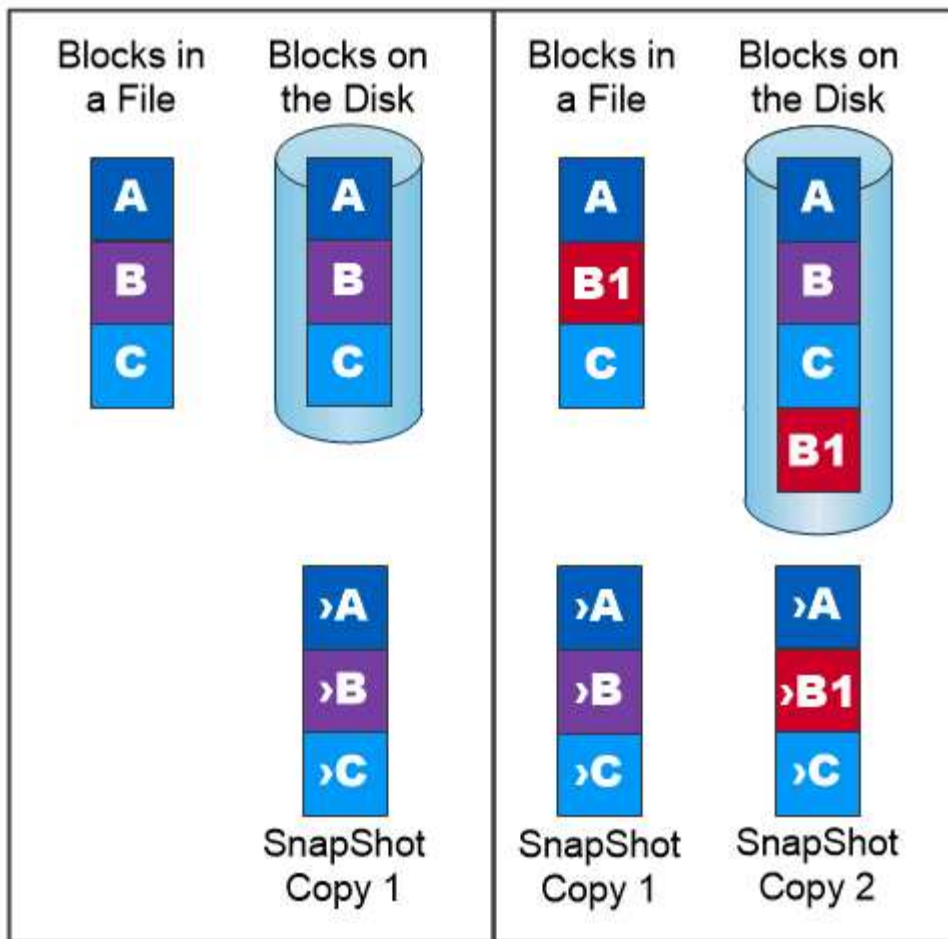 Blocks in
a File
Blocks on
the Disk
A
B
C
A
B
C
›A
›B
›C
SnapShot
Copy 1
Blocks in
a File
Blocks on
the Disk
A
B1
C
A
B
C
B1
›A
›B
›C
SnapShot
Copy 1
›A
›B1
›C
SnapShot
Copy 2